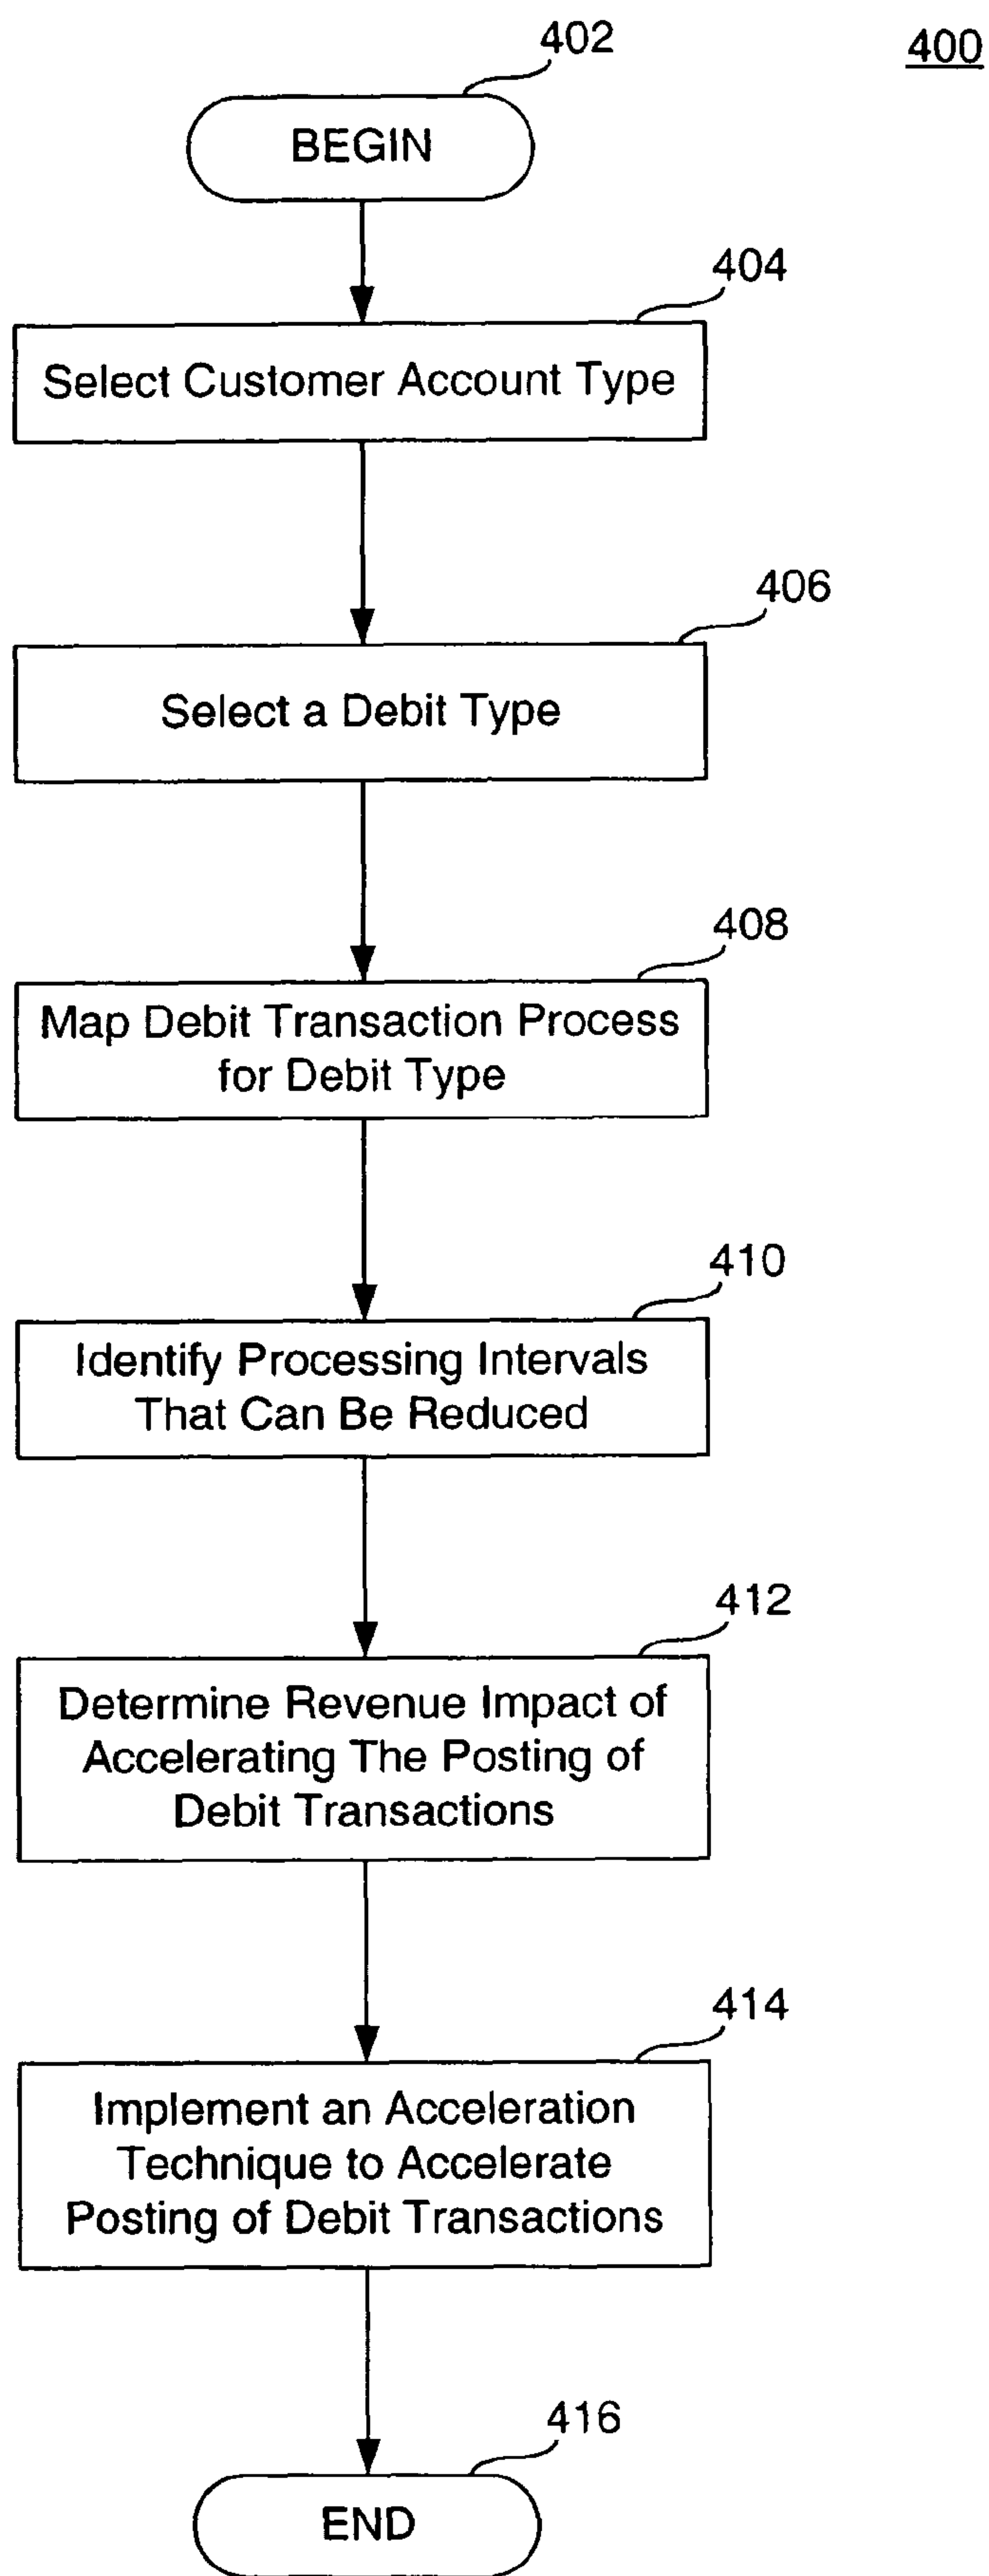 402
400
BEGIN
404
Select Customer Account Type
406
Select a Debit Type
408
Map Debit Transaction Process
for Debit Type
410
Identify Processing Intervals
That Can Be Reduced
412
Determine Revenue Impact of
Accelerating The Posting of
Debit Transactions
414
Implement an Acceleration
Technique to Accelerate
Posting of Debit Transactions
416
END